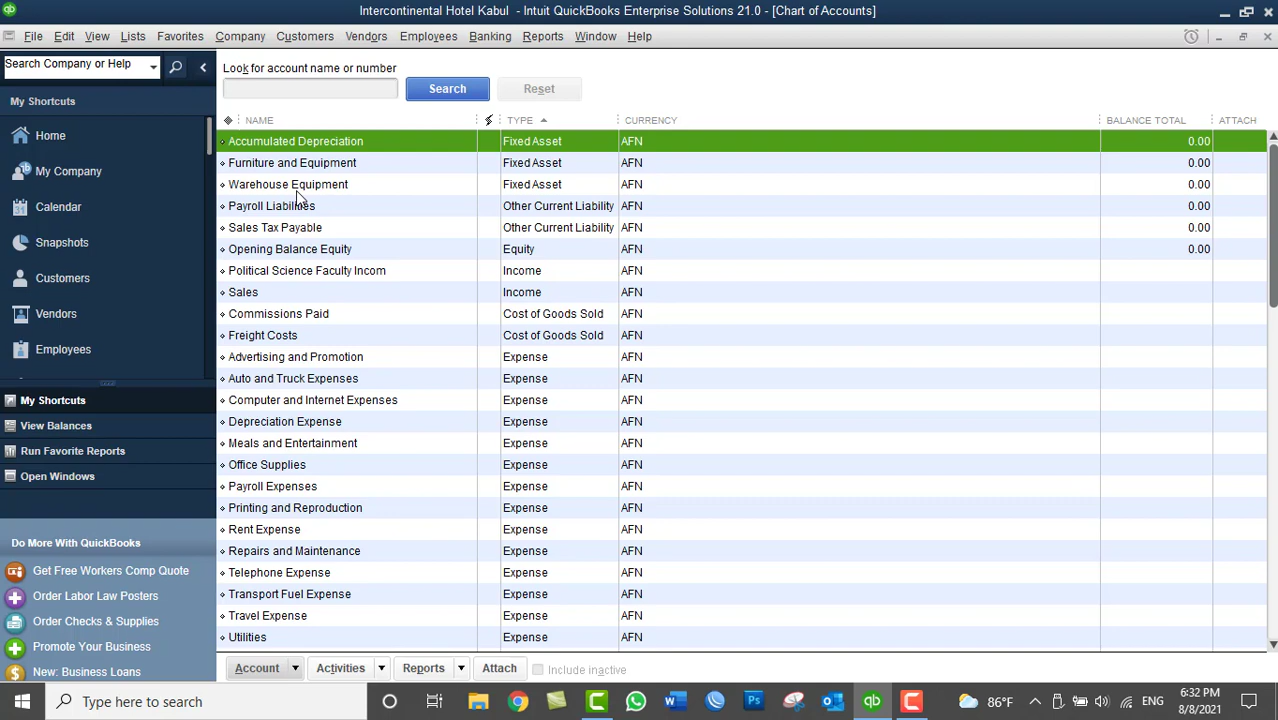 Intercontinental Hotel Kabul - Intuit QuickBooks Enterprise Solutions 21.0 - [Chart of Accounts]
File Edit View Lists Favorites Company Customers Vendors Employees Banking Reports Window Help
Search Company or Help
My Shortcuts
Home
My Company
Calendar
Snapshots
Customers
Vendors
Employees
My Shortcuts
View Balances
Run Favorite Reports
Open Windows
Do More With QuickBooks
Get Free Workers Comp Quote
Order Labor Law Posters
Order Checks & Supplies
Promote Your Business
New: Business Loans
Look for account name or number
Search Reset
NAME TYPE CURRENCY BALANCE TOTAL ATTACH
Accumulated Depreciation Fixed Asset AFN 0.00
Furniture and Equipment Fixed Asset AFN 0.00
Warehouse Equipment Fixed Asset AFN 0.00
Payroll Liabilities Other Current Liability AFN 0.00
Sales Tax Payable Other Current Liability AFN 0.00
Opening Balance Equity Equity AFN 0.00
Political Science Faculty Incom Income AFN
Sales Income AFN
Commissions Paid Cost of Goods Sold AFN
Freight Costs Cost of Goods Sold AFN
Advertising and Promotion Expense AFN
Auto and Truck Expenses Expense AFN
Computer and Internet Expenses Expense AFN
Depreciation Expense Expense AFN
Meals and Entertainment Expense AFN
Office Supplies Expense AFN
Payroll Expenses Expense AFN
Printing and Reproduction Expense AFN
Rent Expense Expense AFN
Repairs and Maintenance Expense AFN
Telephone Expense Expense AFN
Transport Fuel Expense Expense AFN
Travel Expense Expense AFN
Utilities Expense AFN
Account Activities Reports Attach Include inactive
Type here to search
86°F ENG 6:32 PM
8/8/2021